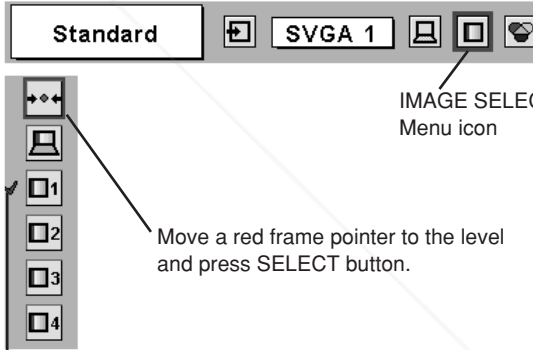 Standard
SVGA 1
IMAGE SELEC
Menu icon
1
Move a red frame pointer to the level
2
and press SELECT button.
3
4